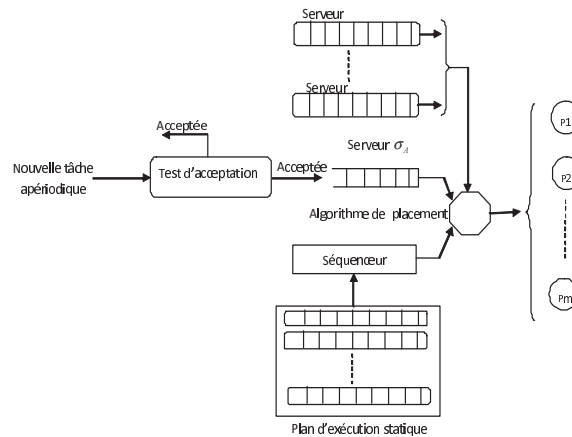 Serveur
Serveur
P1
Acceptée
Serveur σA
Nouvelle tâche
apériodique
Test d'acceptation
Acceptée
P2
Algorithme de placement
Séquenceur
Pm
Plan d'exécution statique